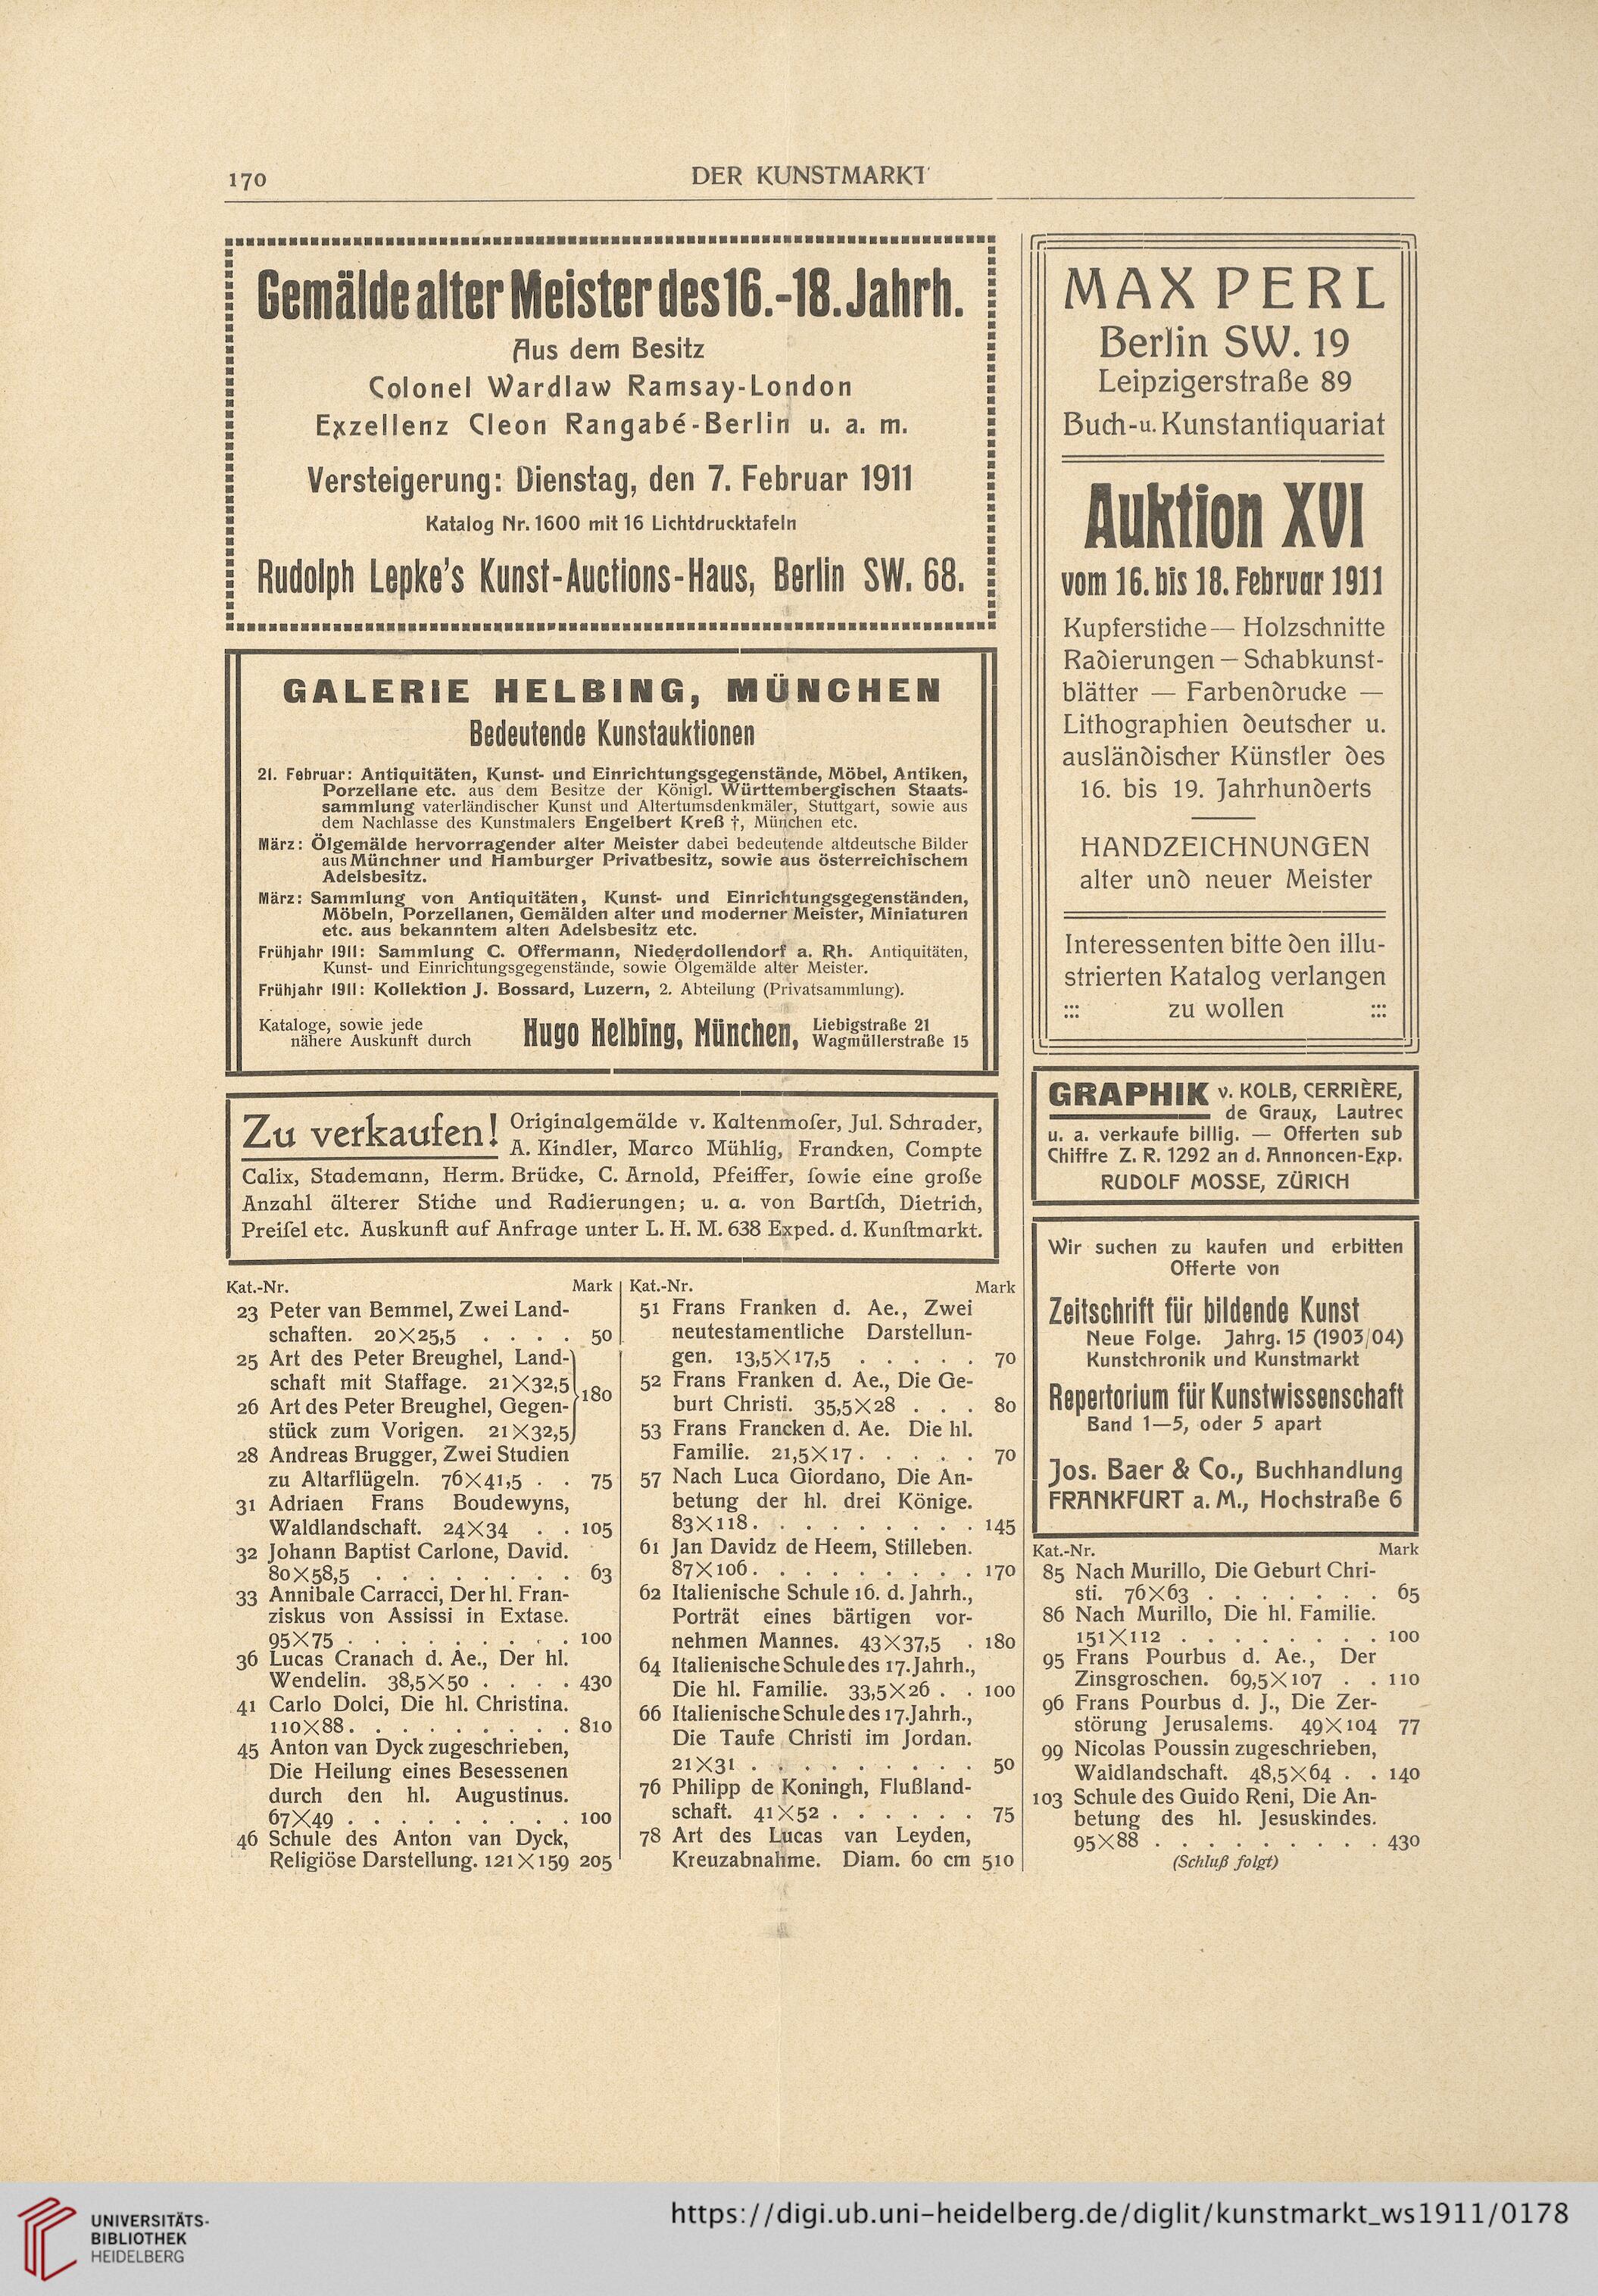 170
DER KUNSTMARKT
Gemälde alter Meister des 16.-18. Jahrh.
Aus dem Besitz
Colonel Wardlaw Ramsay-London
Exzellenz Cleon Rangabé-Berlin u. a. m.
Versteigerung: Dienstag, den 7. Februar 1911
Katalog Nr. 1600 mit 16 Lichtdrucktafeln
Rudolph Lepke's Kunst-Auctions-Haus, Berlin SW. 68.
GALERIE HELBING, MÜNCHEN
Bedeutende Kunstauktionen
21. Februar: Antiquitäten, Kunst- und Einrichtungsgegenstände, Möbel, Antiken,
Porzellane etc. aus dem Besitze der Königl. Württembergischen Staats-
sammlung vaterländischer Kunst und Altertumsdenkmäler, Stuttgart, sowie aus
dem Nachlasse des Kunstmalers Engelbert Kreß †, München etc.
März: Ölgemälde hervorragender alter Meister dabei bedeutende altdeutsche Bilder
aus Münchner und Hamburger Privatbesitz, sowie aus österreichischem
Adelsbesitz.
März: Sammlung von Antiquitäten, Kunst- und Einrichtungsgegenständen,
Möbeln, Porzellanen, Gemälden alter und moderner Meister, Miniaturen
etc. aus bekanntem alten Adelsbesitz etc.
Frühjahr 1911: Sammlung C. Offermann, Niederdollendorf a. Rh. Antiquitäten,
Kunst- und Einrichtungsgegenstände, sowie Ölgemälde alter Meister.
Frühjahr 1911: Kollektion J. Bossard, Luzern, 2. Abteilung (Privatsammlung).
Kataloge, sowie jede
nähere Auskunft durch
Hugo Helbing, München,
Liebigstraße 21
Wagmüllerstraße 15
Zu verkaufen! Originalgemälde v. Kaltenmoser, Jul. Schrader,
A. Kindler, Marco Mühlig, Francken, Compte
Calix, Stademann, Herm. Brücke, C. Arnold, Pfeiffer, sowie eine große
Anzahl älterer Stiche und Radierungen; u. a. von Bartsch, Dietrich,
Preisel etc. Auskunft auf Anfrage unter L. H. M. 638 Exped. d. Kunstmarkt.
Kat.-Nr. Mark
23 Peter van Bemmel, Zwei Land-
schaften. 20×25,5 . . . . 50
25 Art des Peter Breughel, Land-
schaft mit Staffage. 21×32,5
26 Art des Peter Breughel, Gegen-
stück zum Vorigen. 21×32,5
180
28 Andreas Brugger, Zwei Studien
zu Altarflügeln. 76×41,5 . . 75
31 Adriaen Frans Boudewyns,
Waldlandschaft. 24×34 . . 105
32 Johann Baptist Carlone, David.
80×58,5 . . . . . . . . 63
33 Annibale Carracci, Der hl. Fran-
ziskus von Assissi in Extase.
95×75 . . . . . . . . . 100
36 Lucas Cranach d. Ae., Der hl.
Wendelin. 38,5×50 . . . . 430
41 Carlo Dolci, Die hl. Christina.
110×88 . . . . . . . . . 810
45 Anton van Dyck zugeschrieben,
Die Heilung eines Besessenen
durch den hl. Augustinus.
67×49 . . . . . . . . . 100
46 Schule des Anton van Dyck,
Religiöse Darstellung. 121×159 205
Kat.-Nr. Mark
51 Frans Franken d. Ae., Zwei
neutestamentliche Darstellun-
gen. 13,5×17,5 . . . . . 70
52 Frans Franken d. Ae., Die Ge-
burt Christi. 35,5×28 . . . 80
53 Frans Francken d. Ae. Die hl.
Familie. 21,5×17 . . . . . 70
57 Nach Luca Giordano, Die An-
betung der hl. drei Könige.
83×118 . . . . . . . . . 145
61 Jan Davidz de Heem, Stilleben.
87×106 . . . . . . . . . 170
62 Italienische Schule 16. d. Jahrh.,
Porträt eines bärtigen vor-
nehmen Mannes. 43×37,5 . 180
64 Italienische Schule des 17. Jahrh.,
Die hl. Familie. 33,5×26 . . 100
66 Italienische Schule des 17. Jahrh.,
Die Taufe Christi im Jordan.
21×31 . . . . . . . . . 50
76 Philipp de Koningh, Flußland-
schaft. 41×52 . . . . . . 75
78 Art des Lucas van Leyden,
Kreuzabnahme. Diam. 60 cm 510
MAX PERL
Berlin SW. 19
Leipzigerstraße 89
Buch- u. Kunstantiquariat
Auktion XVI
vom 16. bis 18. Februar 1911
Kupferstiche — Holzschnitte
Radierungen — Schabkunst-
blätter — Farbendrucke —
Lithographien deutscher u.
ausländischer Künstler des
16. bis 19. Jahrhunderts
HANDZEICHNUNGEN
alter und neuer Meister
Interessenten bitte den illu-
strierten Katalog verlangen
::: zu wollen :::
GRAPHIK v. KOLB, CERRIÈRE,
de Graux, Lautrec
u. a. verkaufe billig. — Offerten sub
Chiffre Z. R. 1292 an d. Annoncen-Exp.
RUDOLF MOSSE, ZÜRICH
Wir suchen zu kaufen und erbitten
Offerte von
Zeitschrift für bildende Kunst
Neue Folge. Jahrg. 15 (1903/04)
Kunstchronik und Kunstmarkt
Repertorium für Kunstwissenschaft
Band 1—5, oder 5 apart
Jos. Baer & Co., Buchhandlung
FRANKFURT a. M., Hochstraße 6
Kat.-Nr. Mark
85 Nach Murillo, Die Geburt Chri-
sti. 76×63 . . . . . . . 65
86 Nach Murillo, Die hl. Familie.
151×112 . . . . . . . . 100
95 Frans Pourbus d. Ae., Der
Zinsgroschen. 69,5×107 . . 110
96 Frans Pourbus d. J., Die Zer-
störung Jerusalems. 49×104 77
99 Nicolas Poussin zugeschrieben,
Waldlandschaft. 48,5×64 . . 140
103 Schule des Guido Reni, Die An-
betung des hl. Jesuskindes.
95×88 . . . . . . . . . 430
(Schluß folgt)
UNIVERSITÄTS-
BIBLIOTHEK
HEIDELBERG
https://digi.ub.uni-heidelberg.de/diglit/kunstmarkt_ws1911/0178